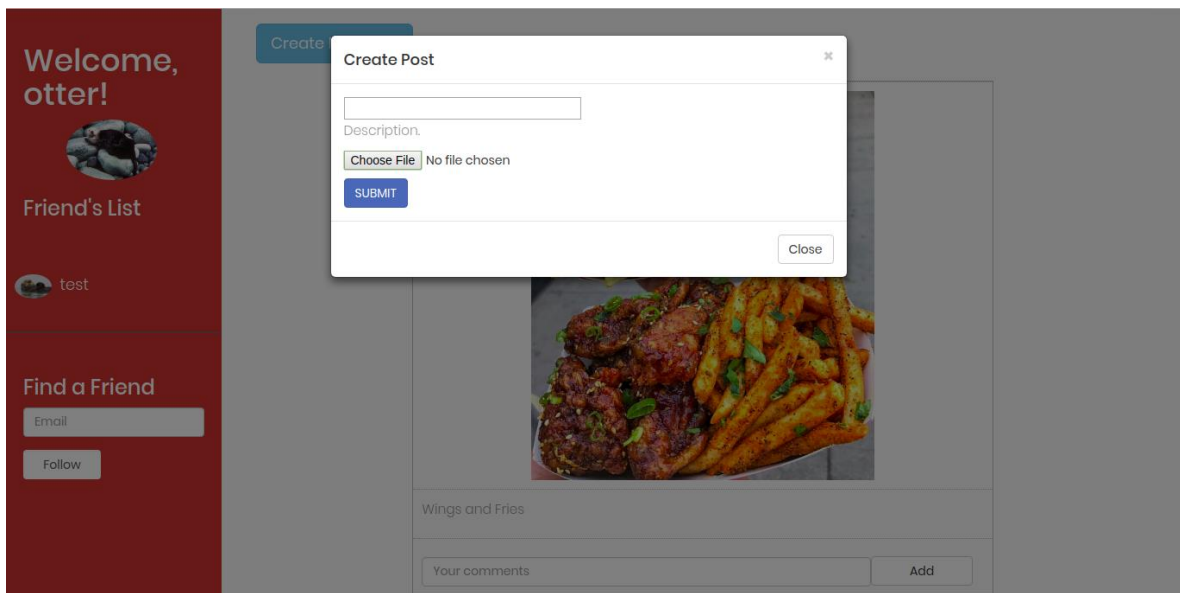 Welcome,
otter!
Friend's List
test
Find a Friend
Email
Follow
Create
Create Post
×
Description.
Choose File No file chosen
SUBMIT
Close
Wings and Fries
Your comments
Add